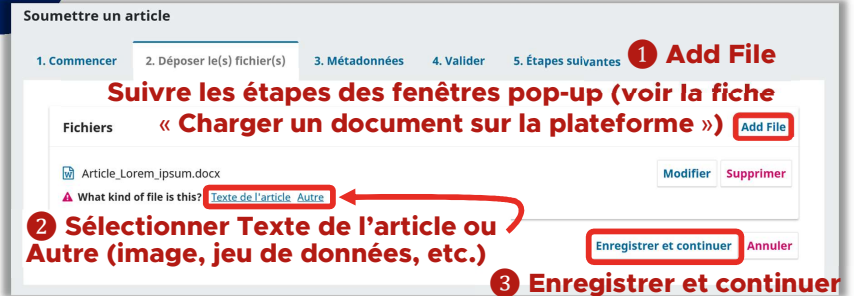 Soumettre un article
1. Commencer 2. Déposer le(s) fichier(s) 3. Métadonnées 4. Valider 5. Étapes suivantes
1 Add File
Suivre les étapes des fenêtres pop-up (voir la fiche
« Charger un document sur la plateforme »)
Fichiers
Add File
Article_Lorem_ipsum.docx
Modifier Supprimer
What kind of file is this? Texte de l'article Autre
2 Sélectionner Texte de l'article ou
Autre (image, jeu de données, etc.)
Enregistrer et continuer Annuler
3 Enregistrer et continuer